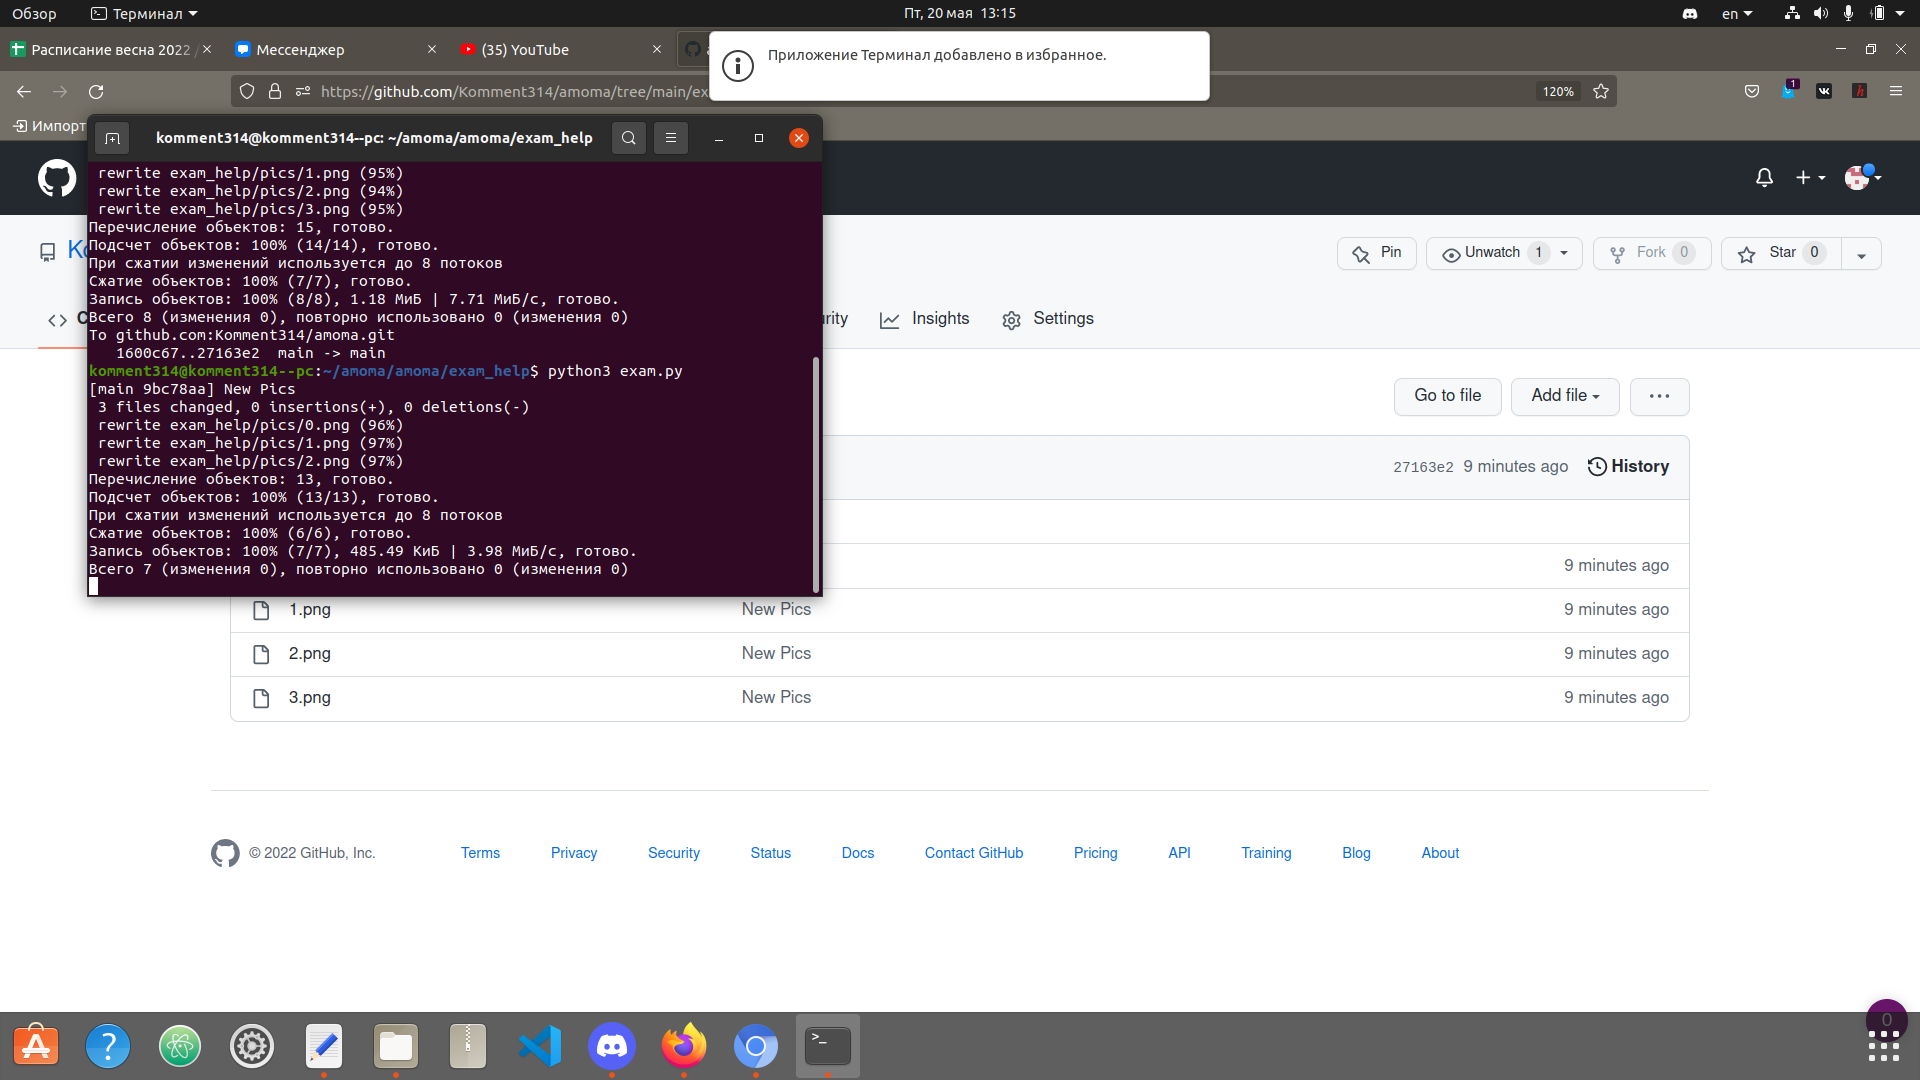 Обзор
Терминал
Пт, 20 мая 13:15
en
Расписание весна 2022
Мессенджер
(35) YouTube
Приложение Терминал добавлено в избранное.
https://github.com/Komment314/amoma/tree/main/ex
120%
1
Импорт
komment314@komment314--pc: ~/amoma/amoma/exam_help
rewrite exam_help/pics/1.png (95%)
rewrite exam_help/pics/2.png (94%)
rewrite exam_help/pics/3.png (95%)
Перечисление объектов: 15, готово.
Подсчет объектов: 100% (14/14), готово.
При сжатии изменений используется до 8 потоков
Сжатие объектов: 100% (7/7), готово.
Запись объектов: 100% (8/8), 1.18 МиБ | 7.71 МиБ/с, готово.
Всего 8 (изменения 0), повторно использовано 0 (изменения 0)
To github.com:Komment314/amoma.git
1600c67..27163e2  main -> main
komment314@komment314--pc:~/amoma/amoma/exam_help$ python3 exam.py
[main 9bc78aa] New Pics
3 files changed, 0 insertions(+), 0 deletions(-)
rewrite exam_help/pics/0.png (96%)
rewrite exam_help/pics/1.png (97%)
rewrite exam_help/pics/2.png (97%)
Перечисление объектов: 13, готово.
Подсчет объектов: 100% (13/13), готово.
При сжатии изменений используется до 8 потоков
Сжатие объектов: 100% (6/6), готово.
Запись объектов: 100% (7/7), 485.49 КиБ | 3.98 МиБ/с, готово.
Всего 7 (изменения 0), повторно использовано 0 (изменения 0)
Ko
Pin
Unwatch 1
Fork 0
Star 0
C
urity
Insights
Settings
Go to file
Add file
27163e2 9 minutes ago
History
9 minutes ago
1.png New Pics 9 minutes ago
2.png New Pics 9 minutes ago
3.png New Pics 9 minutes ago
© 2022 GitHub, Inc.
Terms
Privacy
Security
Status
Docs
Contact GitHub
Pricing
API
Training
Blog
About
0